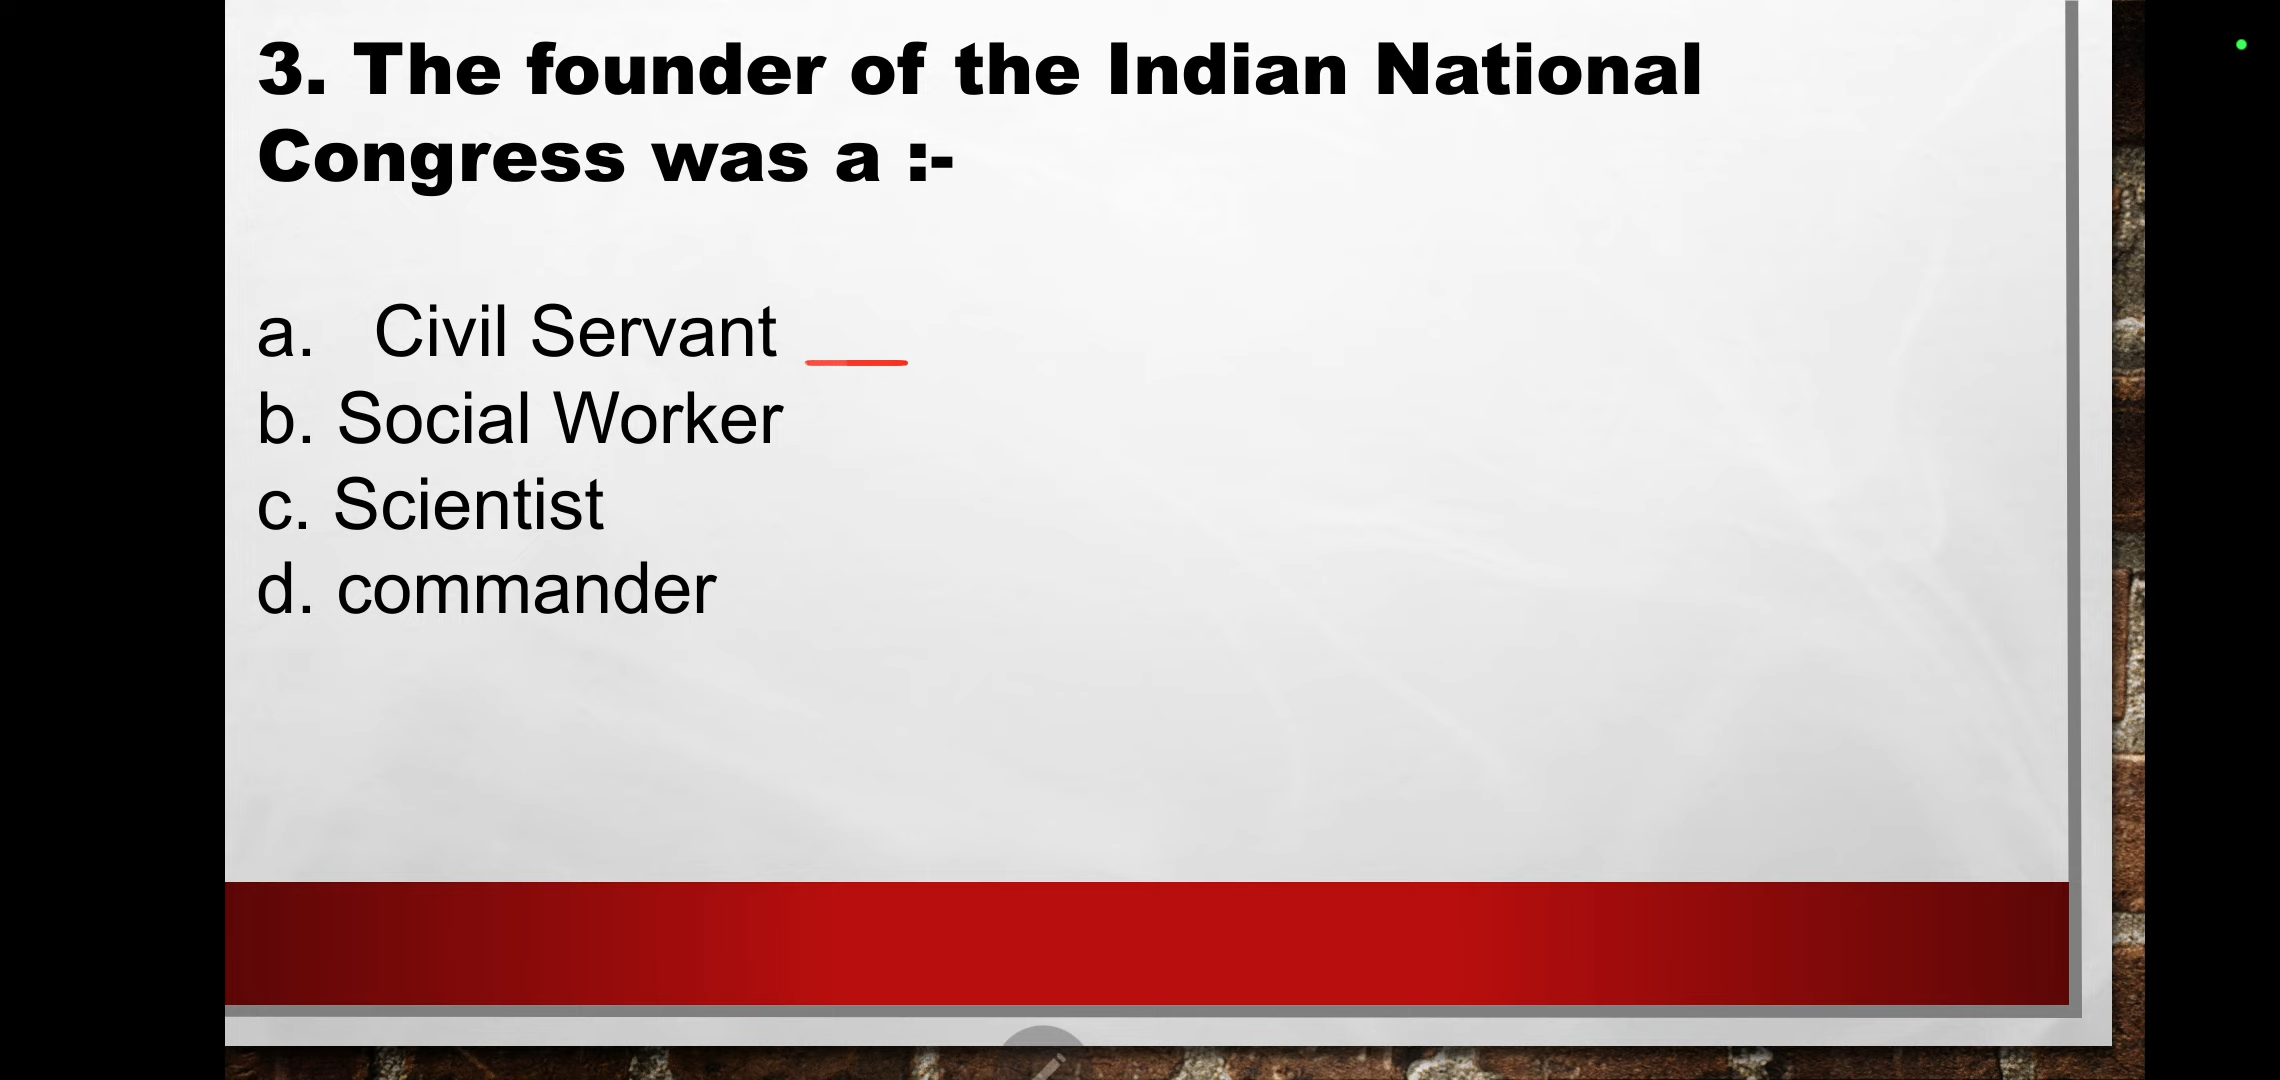 3. The founder of the Indian National
Congress was a :-
a. Civil Servant
b. Social Worker
c. Scientist
d. commander